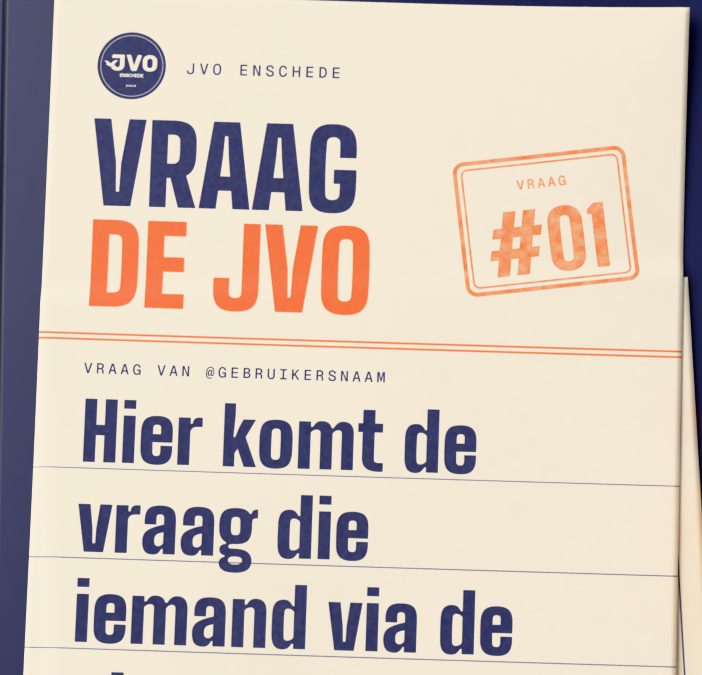 JVO
ENSCHEDE
JVO ENSCHEDE
VRAAG
DE JVO
VRAAG
#01
VRAAG VAN @GEBRUIKERSNAAM
Hier komt de
vraag die
iemand via de